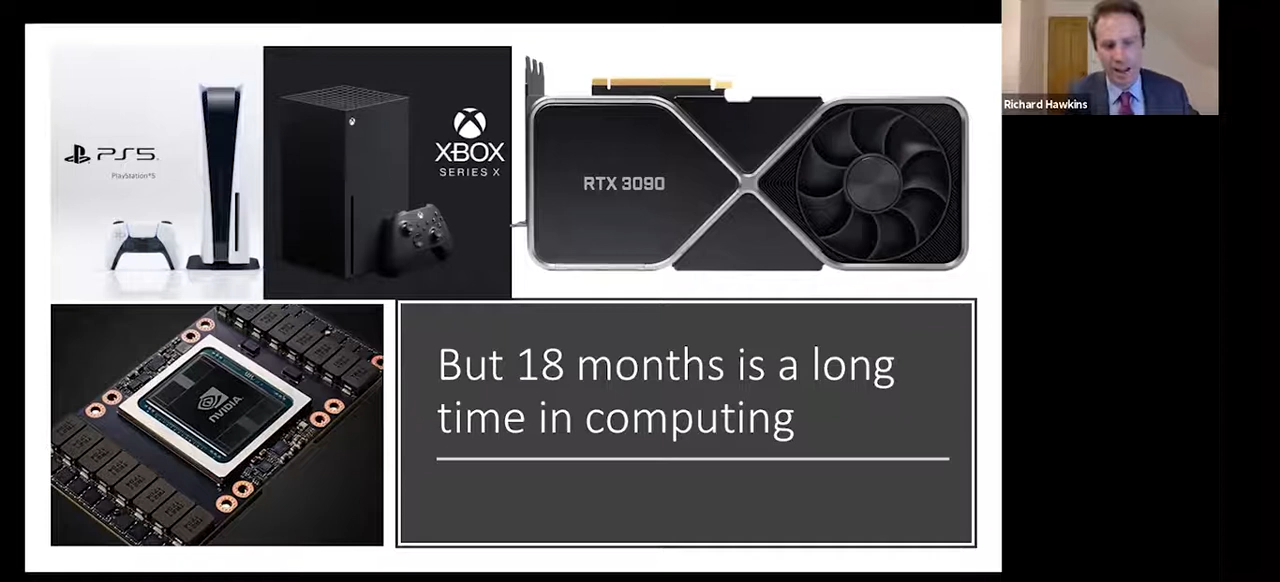 PS5
PlayStation®5
XBOX
SERIES X
RTX 3090
NVIDIA
But 18 months is a long
time in computing
Richard Hawkins